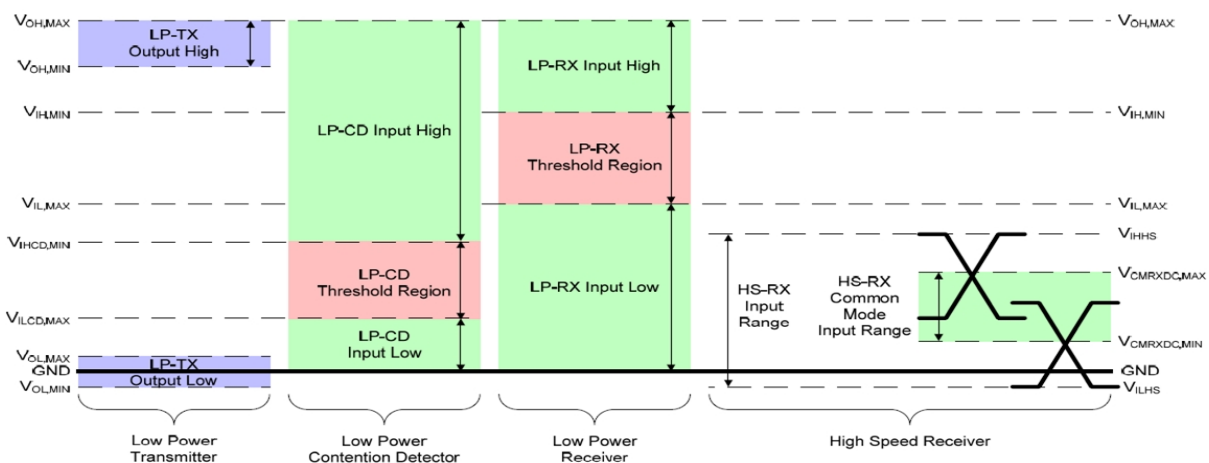 VOH,MAX
VOH,MIN
VIH,MIN
VIL,MAX
VIHCD,MIN
VILCD,MAX
VOL,MAX
GND
VOL,MIN
LP-TX
Output High
LP-TX
Output Low
LP-CD Input High
LP-CD
Threshold Region
LP-CD
Input Low
LP-RX Input High
LP-RX
Threshold Region
LP-RX Input Low
HS-RX
Input
Range
HS-RX
Common
Mode
Input Range
VOH,MAX
VIH,MIN
VIL,MAX
VIHHS
VCMRXDC,MAX
VCMRXDC,MIN
GND
VILHS
Low Power
Transmitter
Low Power
Contention Detector
Low Power
Receiver
High Speed Receiver